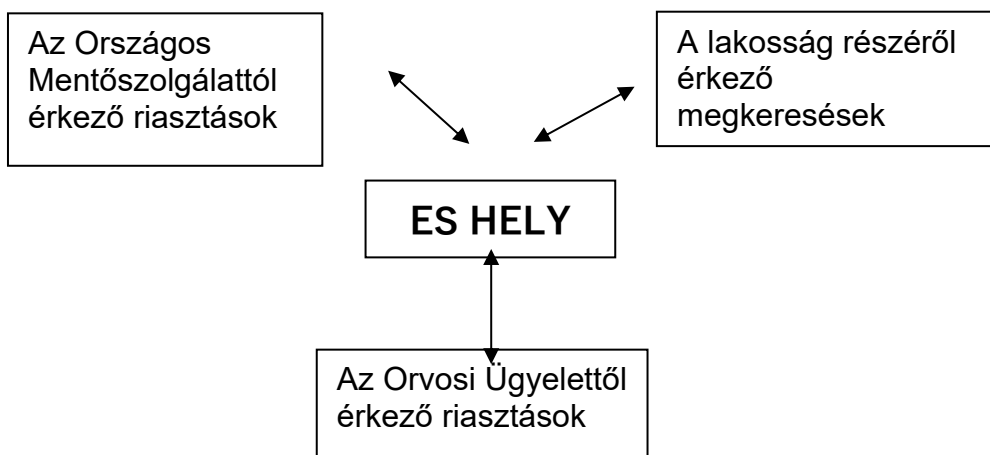 Az Országos
Mentőszolgálattól
érkező riasztások
A lakosság részéről
érkező
megkeresések
ES HELY
Az Orvosi Ügyelettől
érkező riasztások